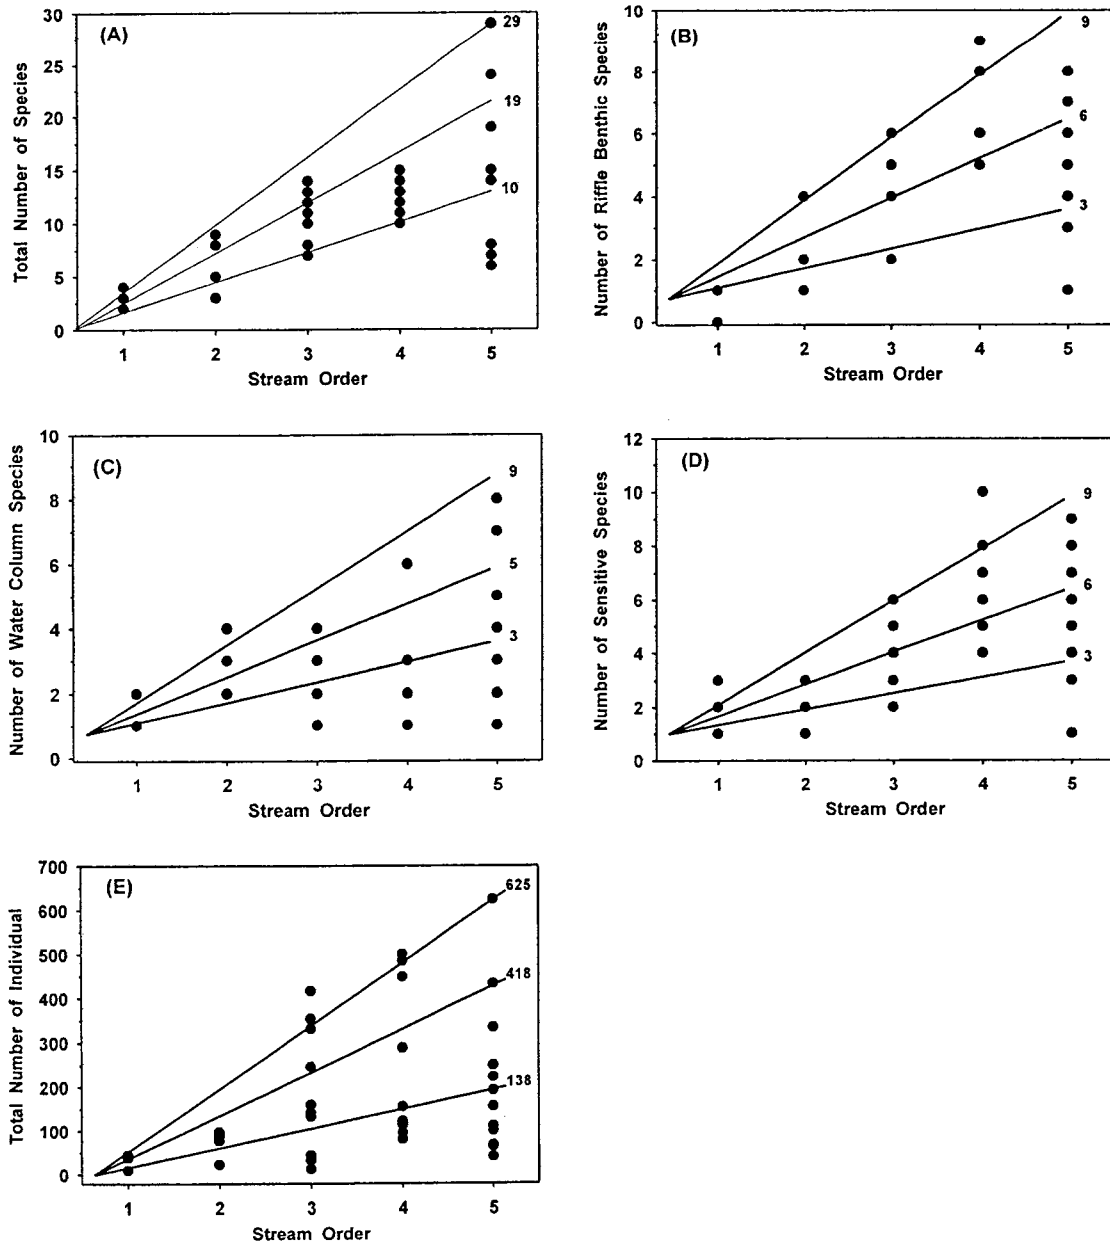 (A)
Total Number of Species
30
25
20
15
10
5
0
29
19
10
1 2 3 4 5
Stream Order
(B)
Number of Riffle Benthic Species
10
8
6
4
2
0
9
6
3
1 2 3 4 5
Stream Order
(C)
Number of Water Column Species
10
8
6
4
2
0
9
5
3
1 2 3 4 5
Stream Order
(D)
Number of Sensitive Species
12
10
8
6
4
2
0
9
6
3
1 2 3 4 5
Stream Order
(E)
Total Number of Individual
700
600
500
400
300
200
100
0
625
418
138
1 2 3 4 5
Stream Order